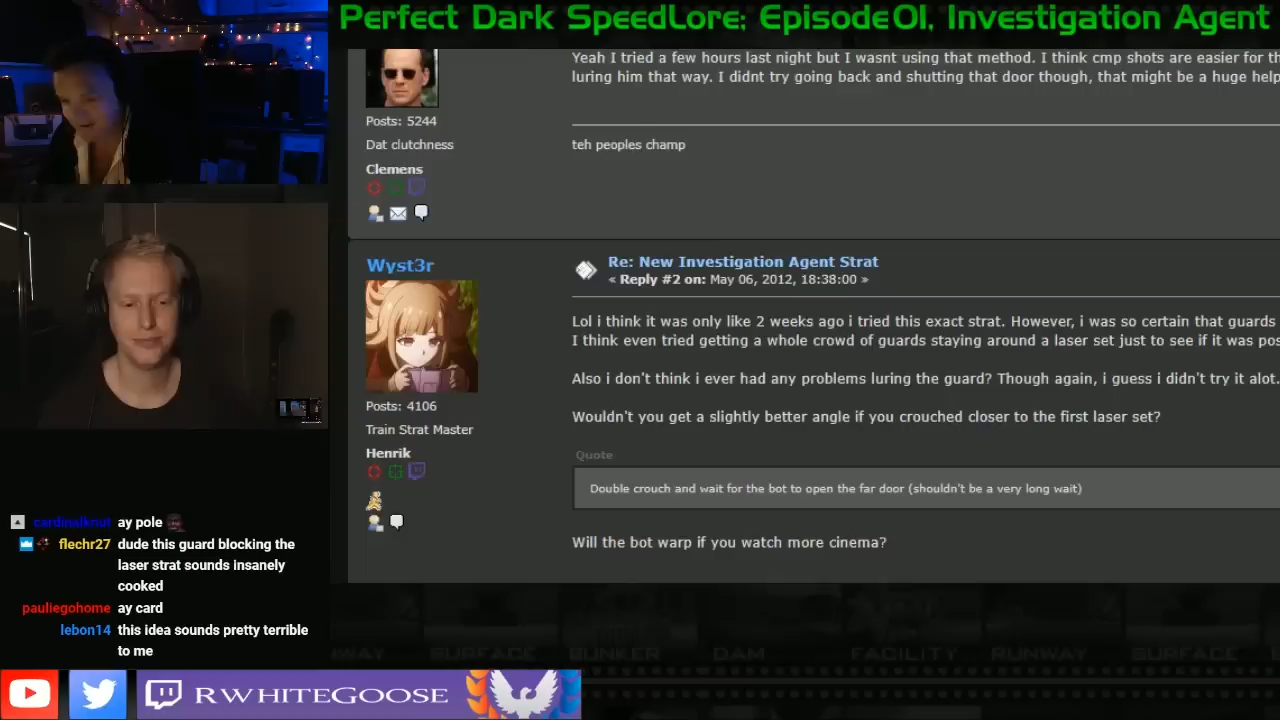 Perfect Dark SpeedLore; Episode 01, Investigation Agent
Yeah I tried a few hours last night but I wasnt using that method. I think cmp shots are easier for th
luring him that way. I didnt try going back and shutting that door though, that might be a huge help
Posts: 5244
Dat clutchness
teh peoples champ
Clemens
Wyst3r
Re: New Investigation Agent Strat
« Reply #2 on: May 06, 2012, 18:38:00 »
Lol i think it was only like 2 weeks ago i tried this exact strat. However, i was so certain that guards
I think even tried getting a whole crowd of guards staying around a laser set just to see if it was pos
Also i don't think i ever had any problems luring the guard? Though again, i guess i didn't try it alot.
Posts: 4106
Wouldn't you get a slightly better angle if you crouched closer to the first laser set?
Train Strat Master
Henrik
Quote
Double crouch and wait for the bot to open the far door (shouldn't be a very long wait)
Will the bot warp if you watch more cinema?
cardinalknut ay pole
flechr27 dude this guard blocking the
laser strat sounds insanely
cooked
pauliegohome ay card
lebon14 this idea sounds pretty terrible
to me
WAY SURFACE BUNKER DAM FACILITY RUNWAY SURFACE
RWHITEGOOSE